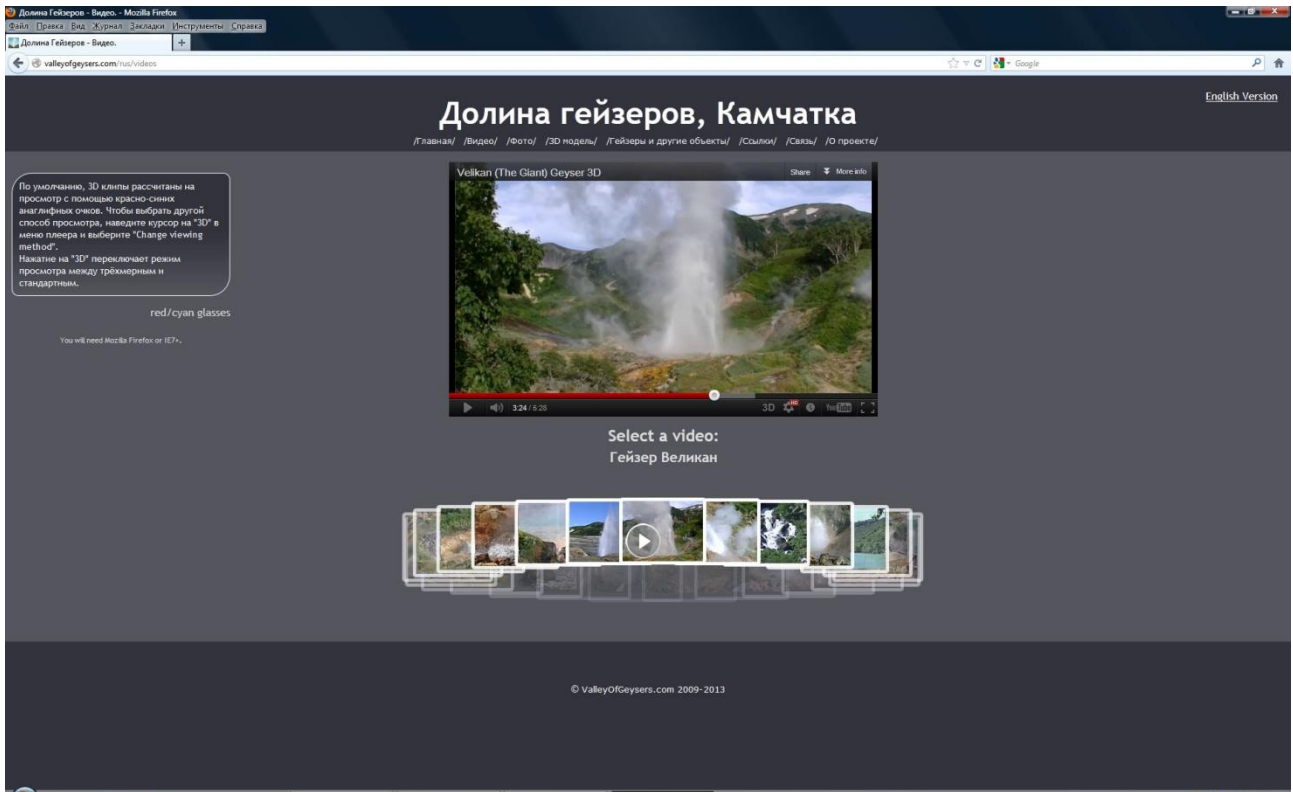 Долина Гейзеров - Видео. - Mozilla Firefox
Файл Правка Вид Журнал Закладки Инструменты Справка
Долина Гейзеров - Видео. +
valleyofgeysers.com/rus/videos Google
English Version
Долина гейзеров, Камчатка
/Главная/ /Видео/ /Фото/ /3D модель/ /Гейзеры и другие объекты/ /Ссылки/ /Связь/ /О проекте/
Velikan (The Giant) Geyser 3D Share More info
По умолчанию, 3D клипы рассчитаны на
просмотр с помощью красно-синих
анаглифных очков. Чтобы выбрать другой
способ просмотра, наведите курсор на "3D" в
меню плеера и выберите "Change viewing
method".
Нажатие на "3D" переключает режим
просмотра между трёхмерным и
стандартным.
red/cyan glasses
You will need Mozilla Firefox or IE7+.
3:24 / 5:28 3D HD YouTube
Select a video:
Гейзер Великан
© ValleyOfGeysers.com 2009-2013